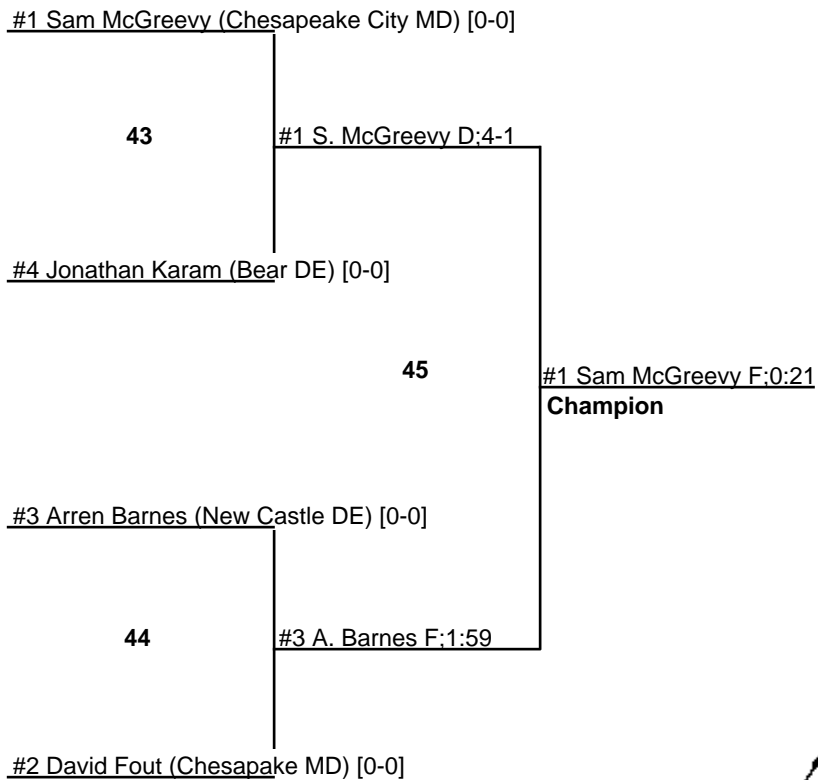 #1 Sam McGreevy (Chesapeake City MD) [0-0]
43
#1 S. McGreevy D;4-1
#4 Jonathan Karam (Bear DE) [0-0]
45
#1 Sam McGreevy F;0:21
Champion
#3 Arren Barnes (New Castle DE) [0-0]
44
#3 A. Barnes F;1:59
#2 David Fout (Chesapake MD) [0-0]